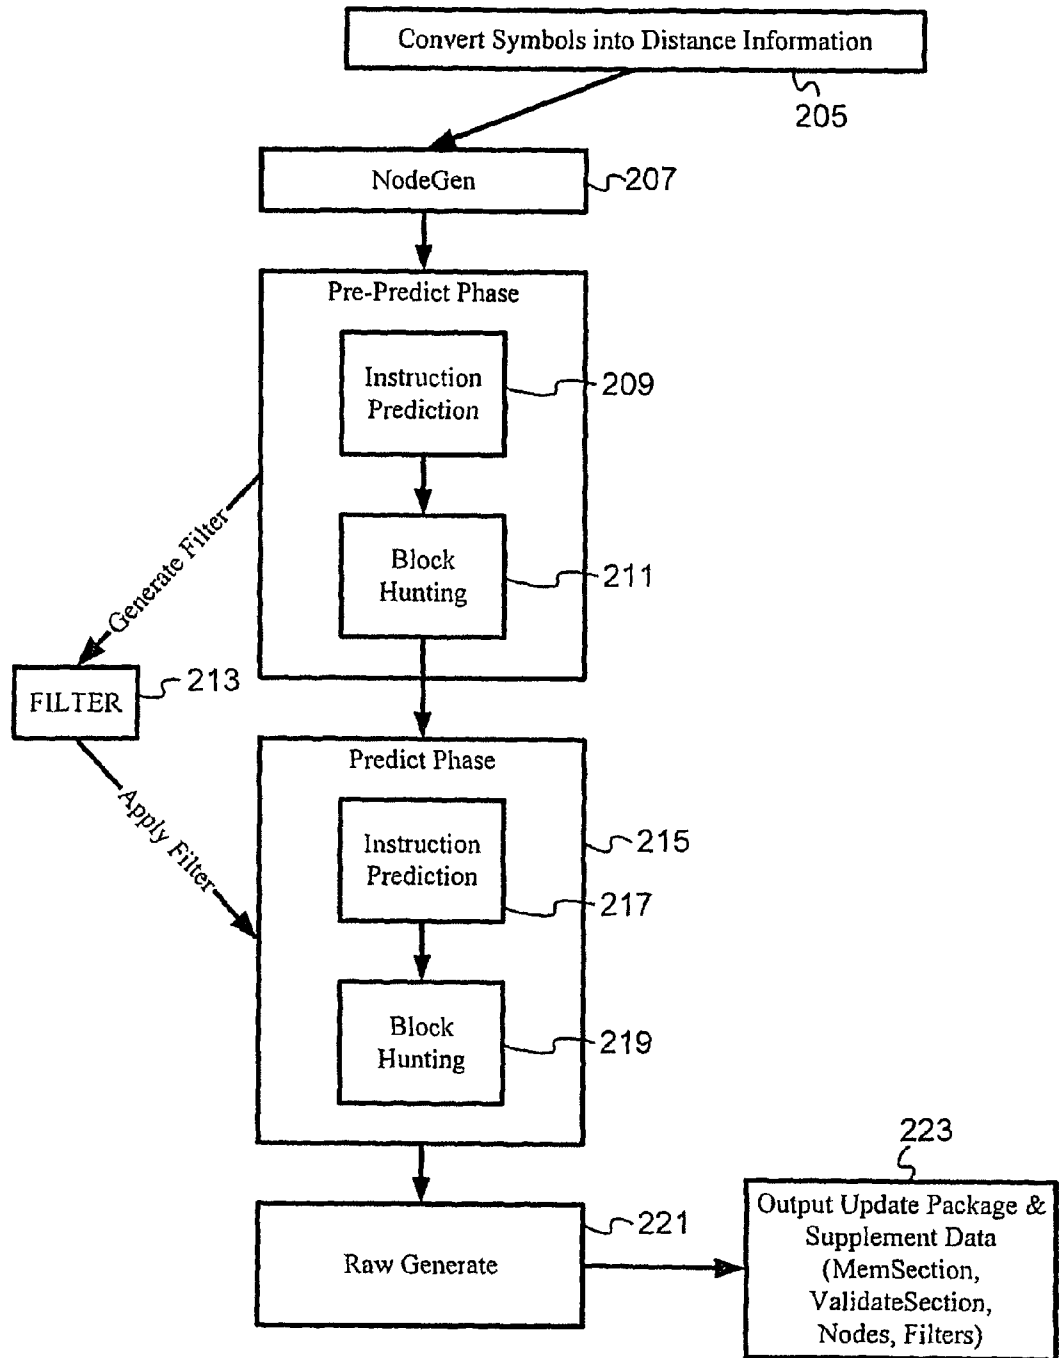 Convert Symbols into Distance Information
205
NodeGen
207
Pre-Predict Phase
Instruction
Prediction
209
Block
Hunting
211
Generate Filter
FILTER
213
Apply Filter
Predict Phase
215
Instruction
Prediction
217
Block
Hunting
219
Raw Generate
221
223
Output Update Package &
Supplement Data
(MemSection,
ValidateSection,
Nodes, Filters)